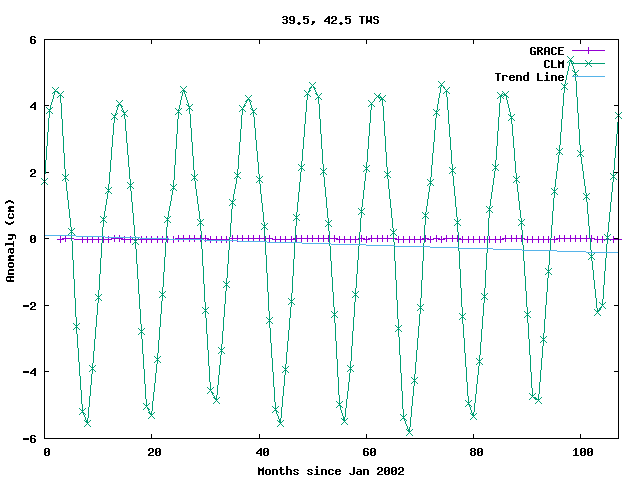 39.5, 42.5 TWS
GRACE
CLM
Trend Line
6
4
2
0
-2
-4
-6
Anomaly (cm)
0 20 40 60 80 100
Months since Jan 2002